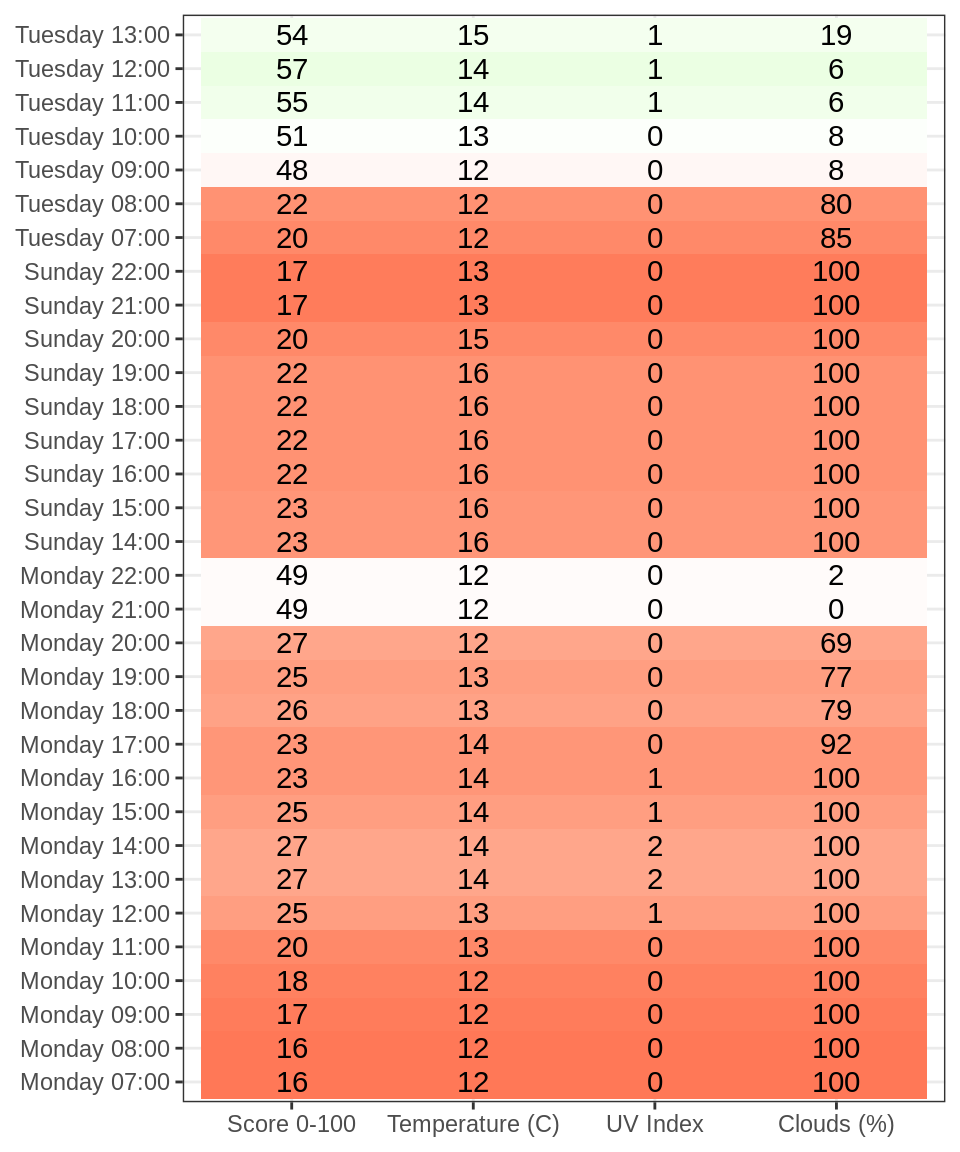 Tuesday 13:00 54 15 1 19
Tuesday 12:00 57 14 1 6
Tuesday 11:00 55 14 1 6
Tuesday 10:00 51 13 0 8
Tuesday 09:00 48 12 0 8
Tuesday 08:00 22 12 0 80
Tuesday 07:00 20 12 0 85
Sunday 22:00 17 13 0 100
Sunday 21:00 17 13 0 100
Sunday 20:00 20 15 0 100
Sunday 19:00 22 16 0 100
Sunday 18:00 22 16 0 100
Sunday 17:00 22 16 0 100
Sunday 16:00 22 16 0 100
Sunday 15:00 23 16 0 100
Sunday 14:00 23 16 0 100
Monday 22:00 49 12 0 2
Monday 21:00 49 12 0 0
Monday 20:00 27 12 0 69
Monday 19:00 25 13 0 77
Monday 18:00 26 13 0 79
Monday 17:00 23 14 0 92
Monday 16:00 23 14 1 100
Monday 15:00 25 14 1 100
Monday 14:00 27 14 2 100
Monday 13:00 27 14 2 100
Monday 12:00 25 13 1 100
Monday 11:00 20 13 0 100
Monday 10:00 18 12 0 100
Monday 09:00 17 12 0 100
Monday 08:00 16 12 0 100
Monday 07:00 16 12 0 100
Score 0-100 Temperature (C) UV Index Clouds (%)